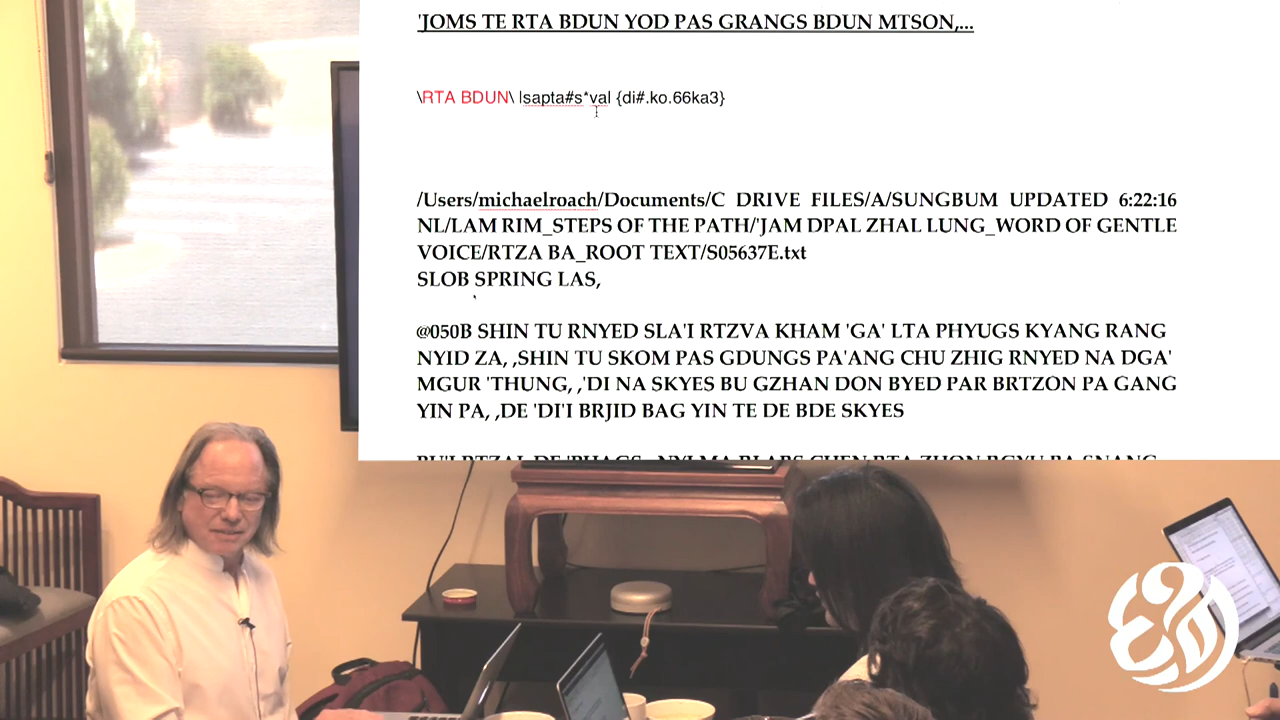 'JOMS TE RTA BDUN YOD PAS GRANGS BDUN MTSON,...
\RTA BDUN\ |sapta#s*va| {di#.ko.66ka3}
/Users/michaelroach/Documents/C DRIVE FILES/A/SUNGBUM UPDATED 6:22:16
NL/LAM RIM_STEPS OF THE PATH/'JAM DPAL ZHAL LUNG_WORD OF GENTLE
VOICE/RTZA BA_ROOT TEXT/S05637E.txt
SLOB SPRING LAS,
@050B SHIN TU RNYED SLA'I RTZVA KHAM 'GA' LTA PHYUGS KYANG RANG
NYID ZA, ,SHIN TU SKOM PAS GDUNGS PA'ANG CHU ZHIG RNYED NA DGA'
MGUR 'THUNG, ,'DI NA SKYES BU GZHAN DON BYED PAR BRTZON PA GANG
YIN PA, ,DE 'DI'I BRJID BAG YIN TE DE BDE SKYES